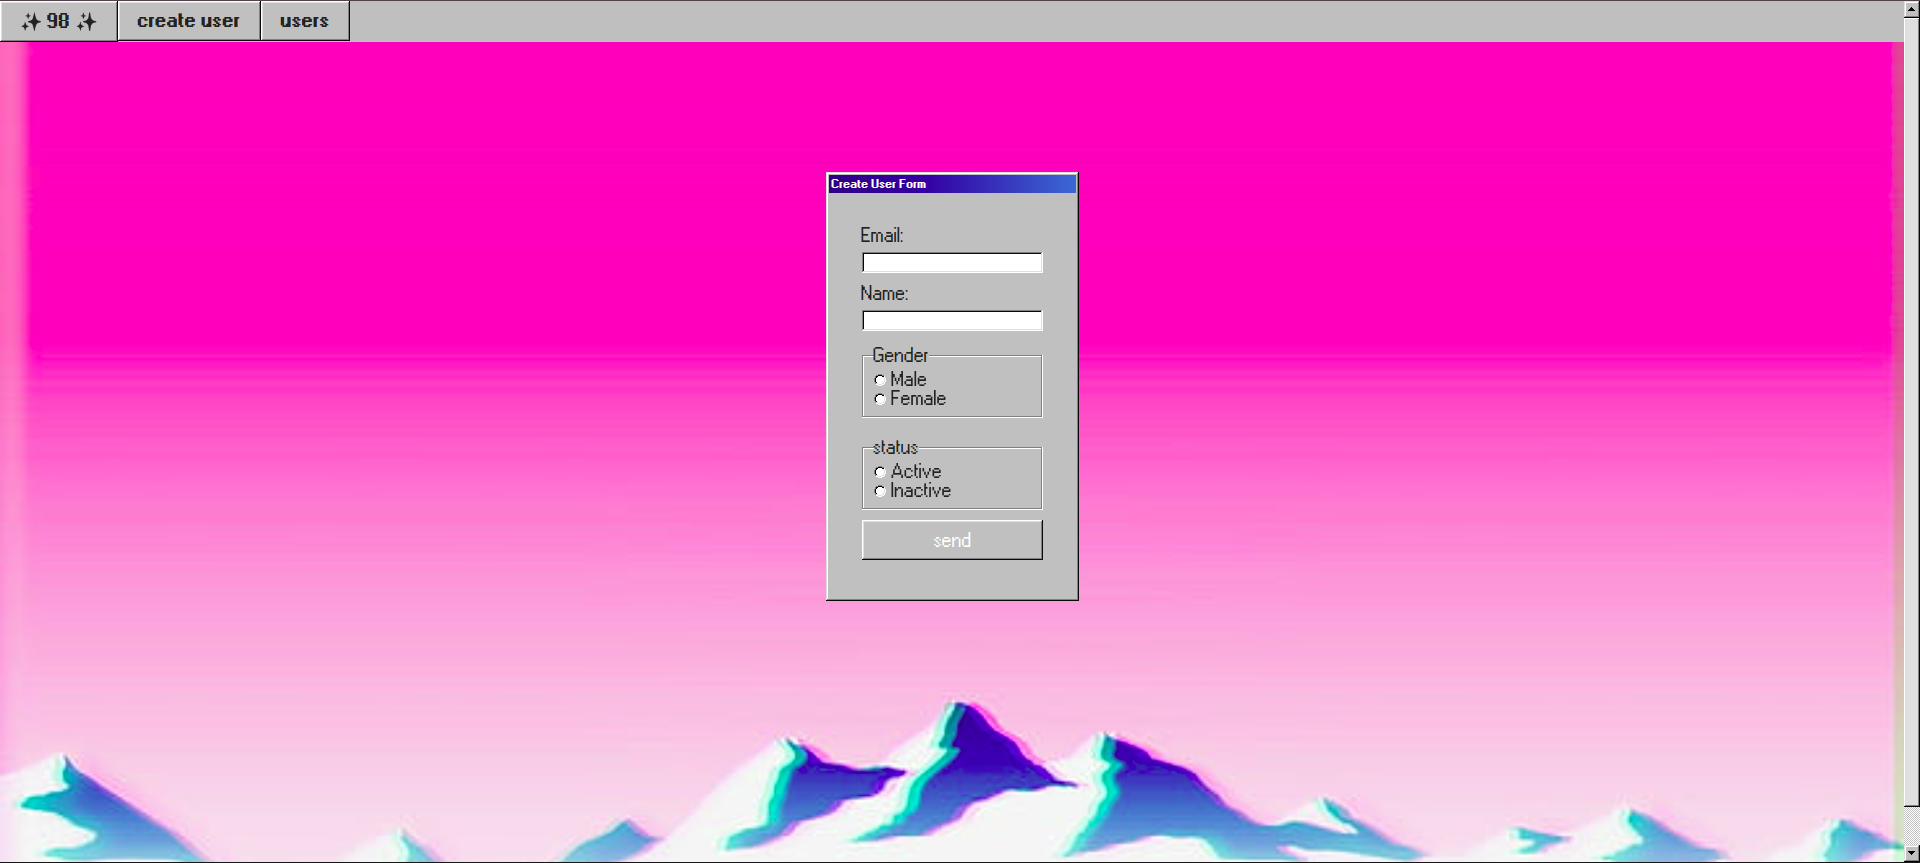 ✨ 98 ✨
create user
users
Create User Form
Email:
Name:
Gender
Male
Female
status
Active
Inactive
send